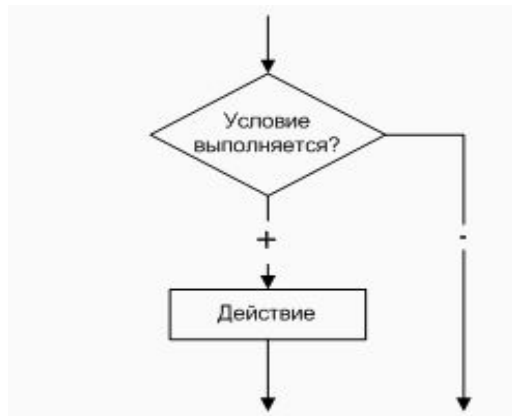 Условие
выполняется?
+
-
Действие